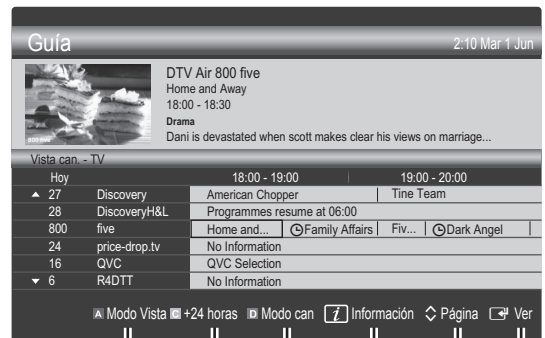 Guía 2:10 Mar 1 Jun
DTV Air 800 five
Home and Away
18:00 - 18:30
Drama
Dani is devastated when scott makes clear his views on marriage...
800 five
Vista can. - TV
Hoy 18:00 - 19:00 19:00 - 20:00
▲ 27 Discovery American Chopper Tine Team
28 DiscoveryH&L Programmes resume at 06:00
800 five Home and... Family Affairs Fiv... Dark Angel
24 price-drop.tv No Information
16 QVC QVC Selection
▼ 6 R4DTT No Information
A Modo Vista C +24 horas D Modo can i Información Página Ver